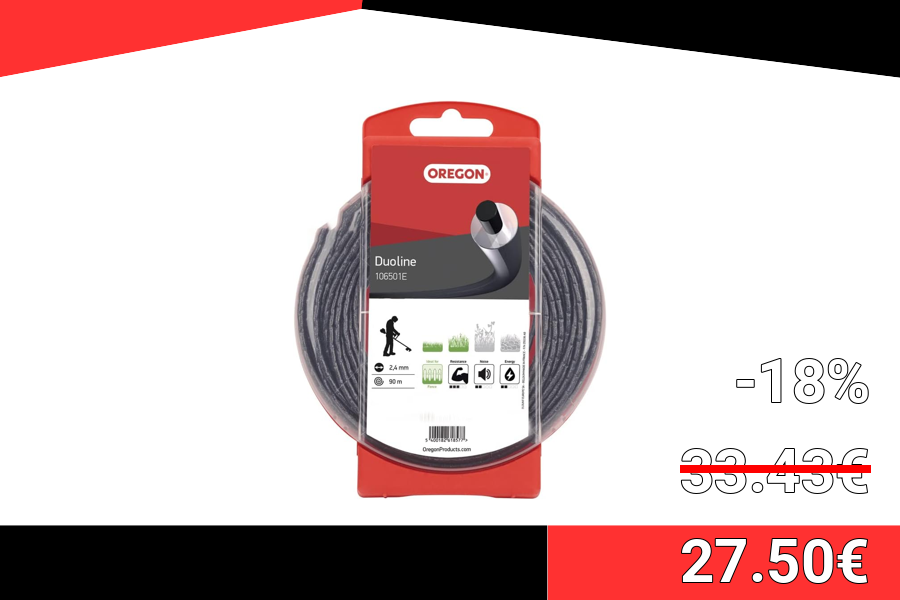 OREGON
Duoline
106501E
2,4 mm
90 m
Resistance
Noise
Energy
OregonProducts.com
-18%
33.43€
27.50€